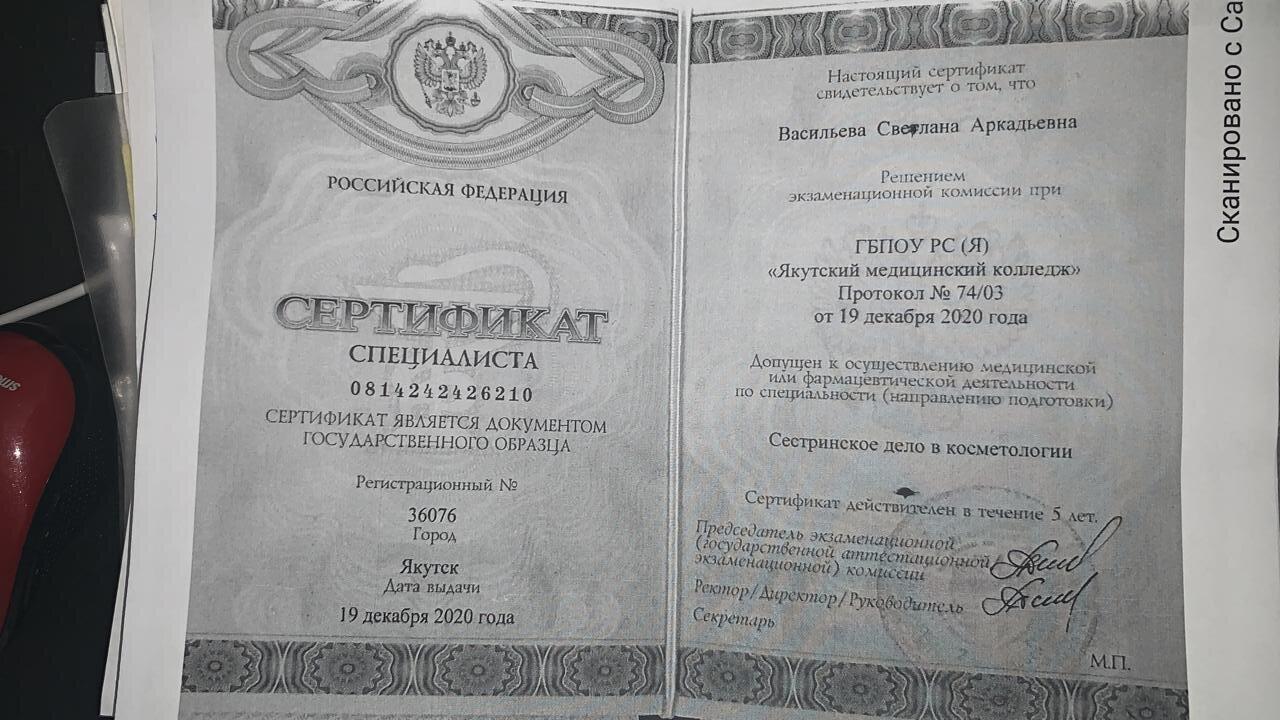 РОССИЙСКАЯ ФЕДЕРАЦИЯ
СЕРТИФИКАТ
СПЕЦИАЛИСТА
0814242426210
СЕРТИФИКАТ ЯВЛЯЕТСЯ ДОКУМЕНТОМ
ГОСУДАРСТВЕННОГО ОБРАЗЦА
Регистрационный №
36076
Город
Якутск
Дата выдачи
19 декабря 2020 года
Настоящий сертификат
свидетельствует о том, что
Васильева Светлана Аркадьевна
Решением
экзаменационной комиссии при
ГБПОУ РС (Я)
«Якутский медицинский колледж»
Протокол № 74/03
от 19 декабря 2020 года
Допущен к осуществлению медицинской
или фармацевтической деятельности
по специальности (направлению подготовки)
Сестринское дело в косметологии
Сертификат действителен в течение 5 лет.
Председатель экзаменационной
(государственной аттестационной/
экзаменационной) комиссии
Ректор/Директор/Руководитель
Секретарь
М.П.
Сканировано с Са